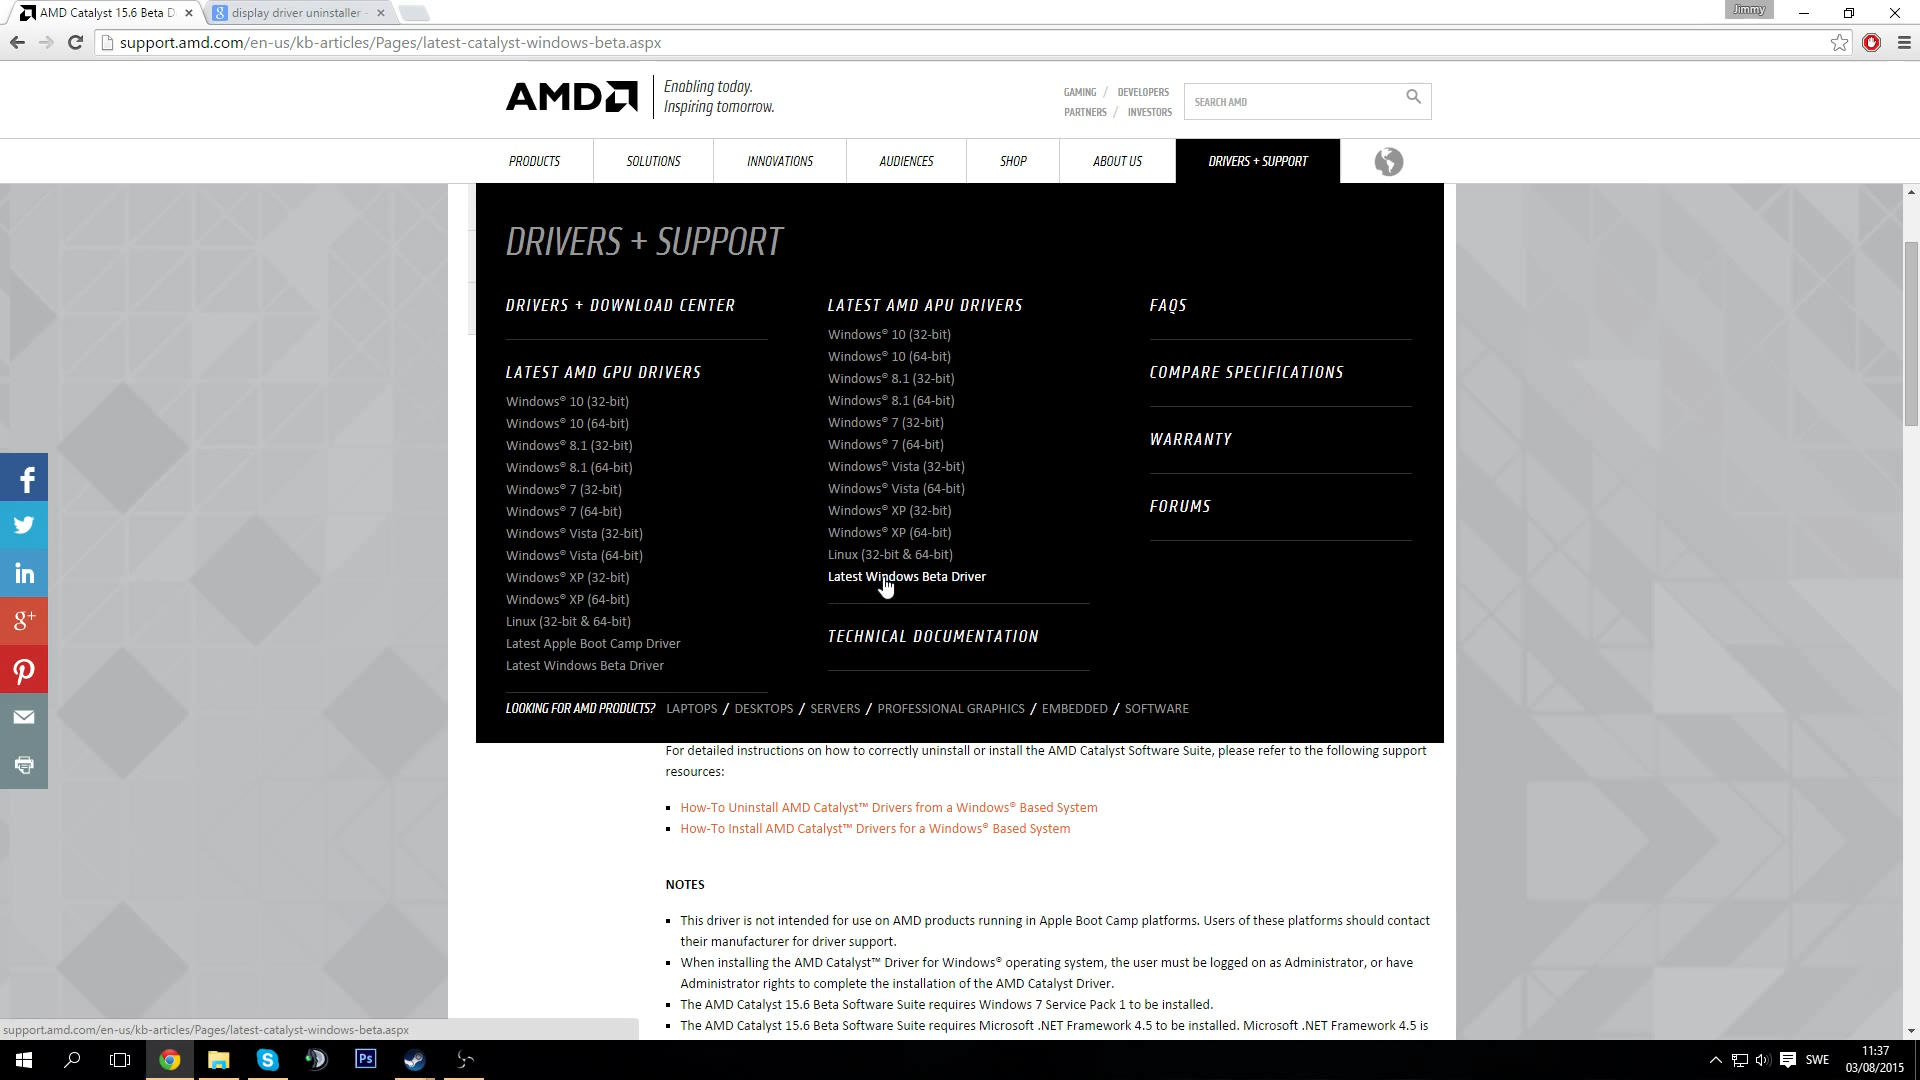 AMD Catalyst 15.6 Beta D
display driver uninstaller -
Jimmy
support.amd.com/en-us/kb-articles/Pages/latest-catalyst-windows-beta.aspx
AMD
Enabling today.
Inspiring tomorrow.
GAMING / DEVELOPERS
PARTNERS / INVESTORS
SEARCH AMD
PRODUCTS
SOLUTIONS
INNOVATIONS
AUDIENCES
SHOP
ABOUT US
DRIVERS + SUPPORT
DRIVERS + SUPPORT
DRIVERS + DOWNLOAD CENTER
LATEST AMD GPU DRIVERS
Windows® 10 (32-bit)
Windows® 10 (64-bit)
Windows® 8.1 (32-bit)
Windows® 8.1 (64-bit)
Windows® 7 (32-bit)
Windows® 7 (64-bit)
Windows® Vista (32-bit)
Windows® Vista (64-bit)
Windows® XP (32-bit)
Windows® XP (64-bit)
Linux (32-bit & 64-bit)
Latest Apple Boot Camp Driver
Latest Windows Beta Driver
LATEST AMD APU DRIVERS
Windows® 10 (32-bit)
Windows® 10 (64-bit)
Windows® 8.1 (32-bit)
Windows® 8.1 (64-bit)
Windows® 7 (32-bit)
Windows® 7 (64-bit)
Windows® Vista (32-bit)
Windows® Vista (64-bit)
Windows® XP (32-bit)
Windows® XP (64-bit)
Linux (32-bit & 64-bit)
Latest Windows Beta Driver
TECHNICAL DOCUMENTATION
FAQS
COMPARE SPECIFICATIONS
WARRANTY
FORUMS
LOOKING FOR AMD PRODUCTS? LAPTOPS / DESKTOPS / SERVERS / PROFESSIONAL GRAPHICS / EMBEDDED / SOFTWARE
For detailed instructions on how to correctly uninstall or install the AMD Catalyst Software Suite, please refer to the following support
resources:
How-To Uninstall AMD Catalyst™ Drivers from a Windows® Based System
How-To Install AMD Catalyst™ Drivers for a Windows® Based System
NOTES
This driver is not intended for use on AMD products running in Apple Boot Camp platforms. Users of these platforms should contact
their manufacturer for driver support.
When installing the AMD Catalyst™ Driver for Windows® operating system, the user must be logged on as Administrator, or have
Administrator rights to complete the installation of the AMD Catalyst Driver.
The AMD Catalyst 15.6 Beta Software Suite requires Windows 7 Service Pack 1 to be installed.
The AMD Catalyst 15.6 Beta Software Suite requires Microsoft .NET Framework 4.5 to be installed. Microsoft .NET Framework 4.5 is
support.amd.com/en-us/kb-articles/Pages/latest-catalyst-windows-beta.aspx
Ps
SWE
11:37
03/08/2015